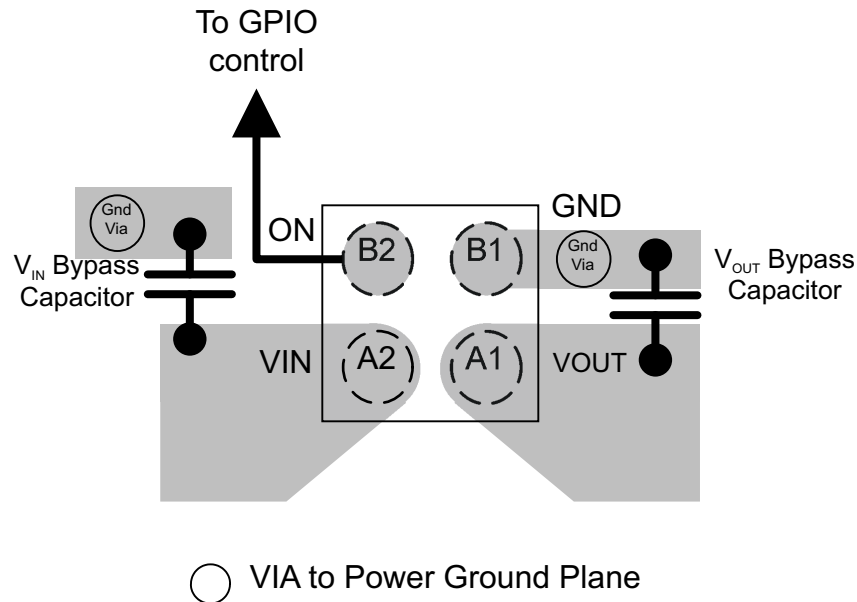 To GPIO
control
Gnd
Via
ON
B2
B1
GND
Gnd
Via
VIN Bypass
Capacitor
VOUT Bypass
Capacitor
VIN
A2
A1
VOUT
VIA to Power Ground Plane